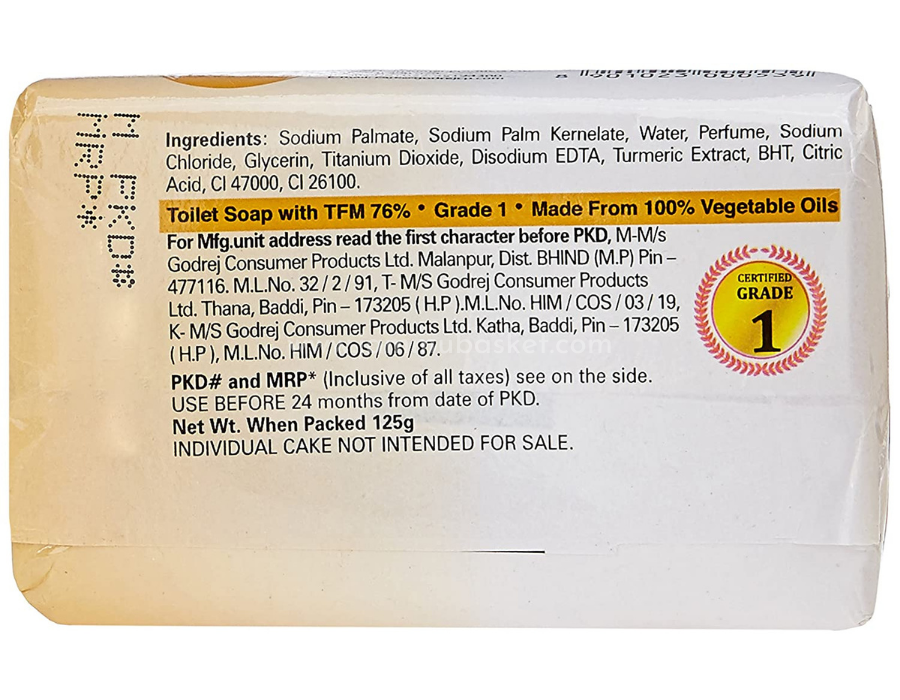 8 901023 000939
M PKD#
MRP*
Ingredients: Sodium Palmate, Sodium Palm Kernelate, Water, Perfume, Sodium
Chloride, Glycerin, Titanium Dioxide, Disodium EDTA, Turmeric Extract, BHT, Citric
Acid, CI 47000, CI 26100.
Toilet Soap with TFM 76% • Grade 1 • Made From 100% Vegetable Oils
For Mfg.unit address read the first character before PKD, M-M/s
Godrej Consumer Products Ltd. Malanpur, Dist. BHIND (M.P) Pin –
477116. M.L.No. 32 / 2 / 91, T- M/S Godrej Consumer Products
Ltd. Thana, Baddi, Pin – 173205 ( H.P ).M.L.No. HIM / COS / 03 / 19,
K- M/S Godrej Consumer Products Ltd. Katha, Baddi, Pin – 173205
( H.P ), M.L.No. HIM / COS / 06 / 87.
PKD# and MRP* (Inclusive of all taxes) see on the side.
USE BEFORE 24 months from date of PKD.
Net Wt. When Packed 125g
INDIVIDUAL CAKE NOT INTENDED FOR SALE.
CERTIFIED
GRADE
1